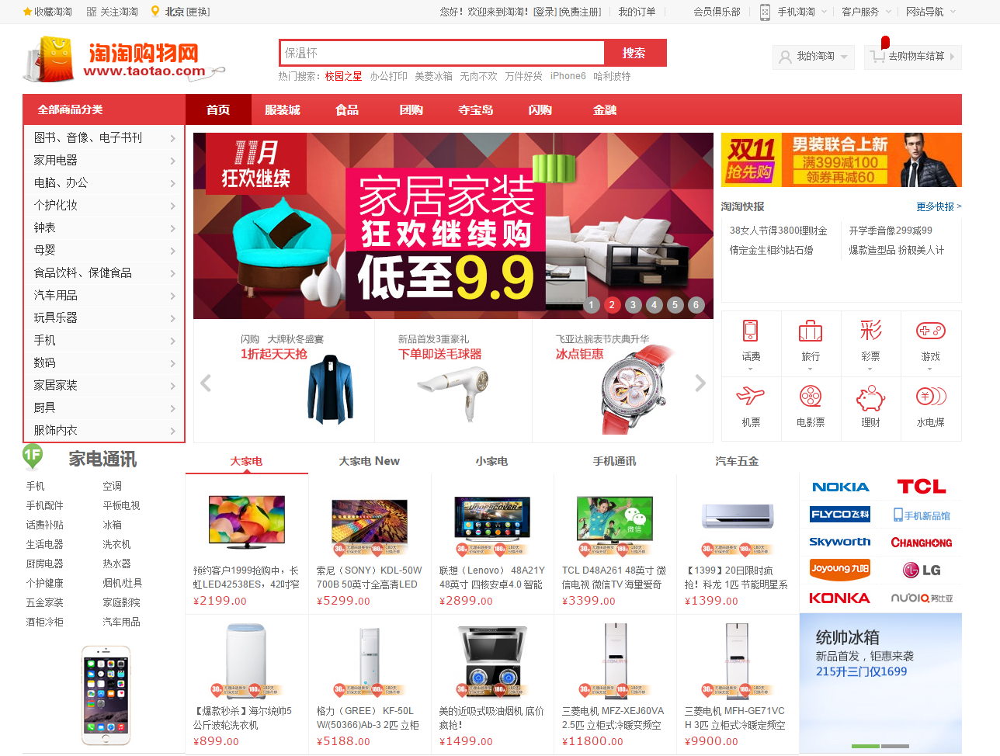 收藏淘淘 关注淘淘 北京[更换] 您好！欢迎来到淘淘！[登录] [免费注册] 我的订单 会员俱乐部 手机淘淘 客户服务 网站导航
淘淘购物网
www.taotao.com
保温杯 搜索
我的淘淘 去购物车结算
热门搜索： 校园之星 办公打印 美菱冰箱 无肉不欢 万件好货 iPhone6 哈利波特
全部商品分类 首页 服装城 食品 团购 夺宝岛 闪购 金融
图书、音像、电子书刊
家用电器
电脑、办公
个护化妆
钟表
母婴
食品饮料、保健食品
汽车用品
玩具乐器
手机
数码
家居家装
厨具
服饰内衣
11月
狂欢继续
家居家装
狂欢继续购
低至9.9
1 2 3 4 5 6
双11
抢先购
男装联合上新
满399减100
领券再减60
淘淘快报 更多快报 >
38女人节得3800理财金 开学季音像299减99
情定金生相约钻石婚 爆款造型品 扮靓美人计
闪购 大牌秋冬盛宴
1折起天天抢
新品首发3重豪礼
下单即送毛球器
飞亚达腕表节庆典升华
冰点钜惠
彩
话费 旅行 彩票 游戏
机票 电影票 理财 水电煤
1F 家电通讯
手机 空调
手机配件 平板电视
话费补贴 冰箱
生活电器 洗衣机
厨房电器 热水器
个护健康 烟机/灶具
五金家装 家庭影院
酒柜冷柜 汽车用品
大家电 大家电 New 小家电 手机通讯 汽车五金
预约客户1999抢购中，长
虹LED42538ES，42吋窄
¥2199.00
索尼（SONY）KDL-50W
700B 50英寸全高清LED
¥5299.00
联想（Lenovo） 48A21Y
48英寸 四核安卓4.0 智能
¥2899.00
微信
TCL D48A261 48英寸 微
信电视 微信TV 海量爱奇
¥3399.00
【1399】20日限时疯
抢！科龙 1匹 节能明星系
¥1399.00
【爆款秒杀】海尔统帅5
公斤波轮洗衣机
¥899.00
格力（GREE） KF-50L
W/(50366)Ab-3 2匹 立柜
¥5188.00
美的近吸式吸油烟机 底价
疯抢！
¥1499.00
三菱电机 MFZ-XEJ60VA
2.5匹 立柜式冷暖变频空
¥11800.00
三菱电机 MFH-GE71VC
H 3匹 立柜式冷暖定频空
¥9900.00
NOKIA TCL
FLYCO飞科 手机新品馆
Skyworth CHANGHONG
Joyoung九阳 LG
KONKA nubia努比亚
统帅冰箱
新品首发，钜惠来袭
215升三门仅1699